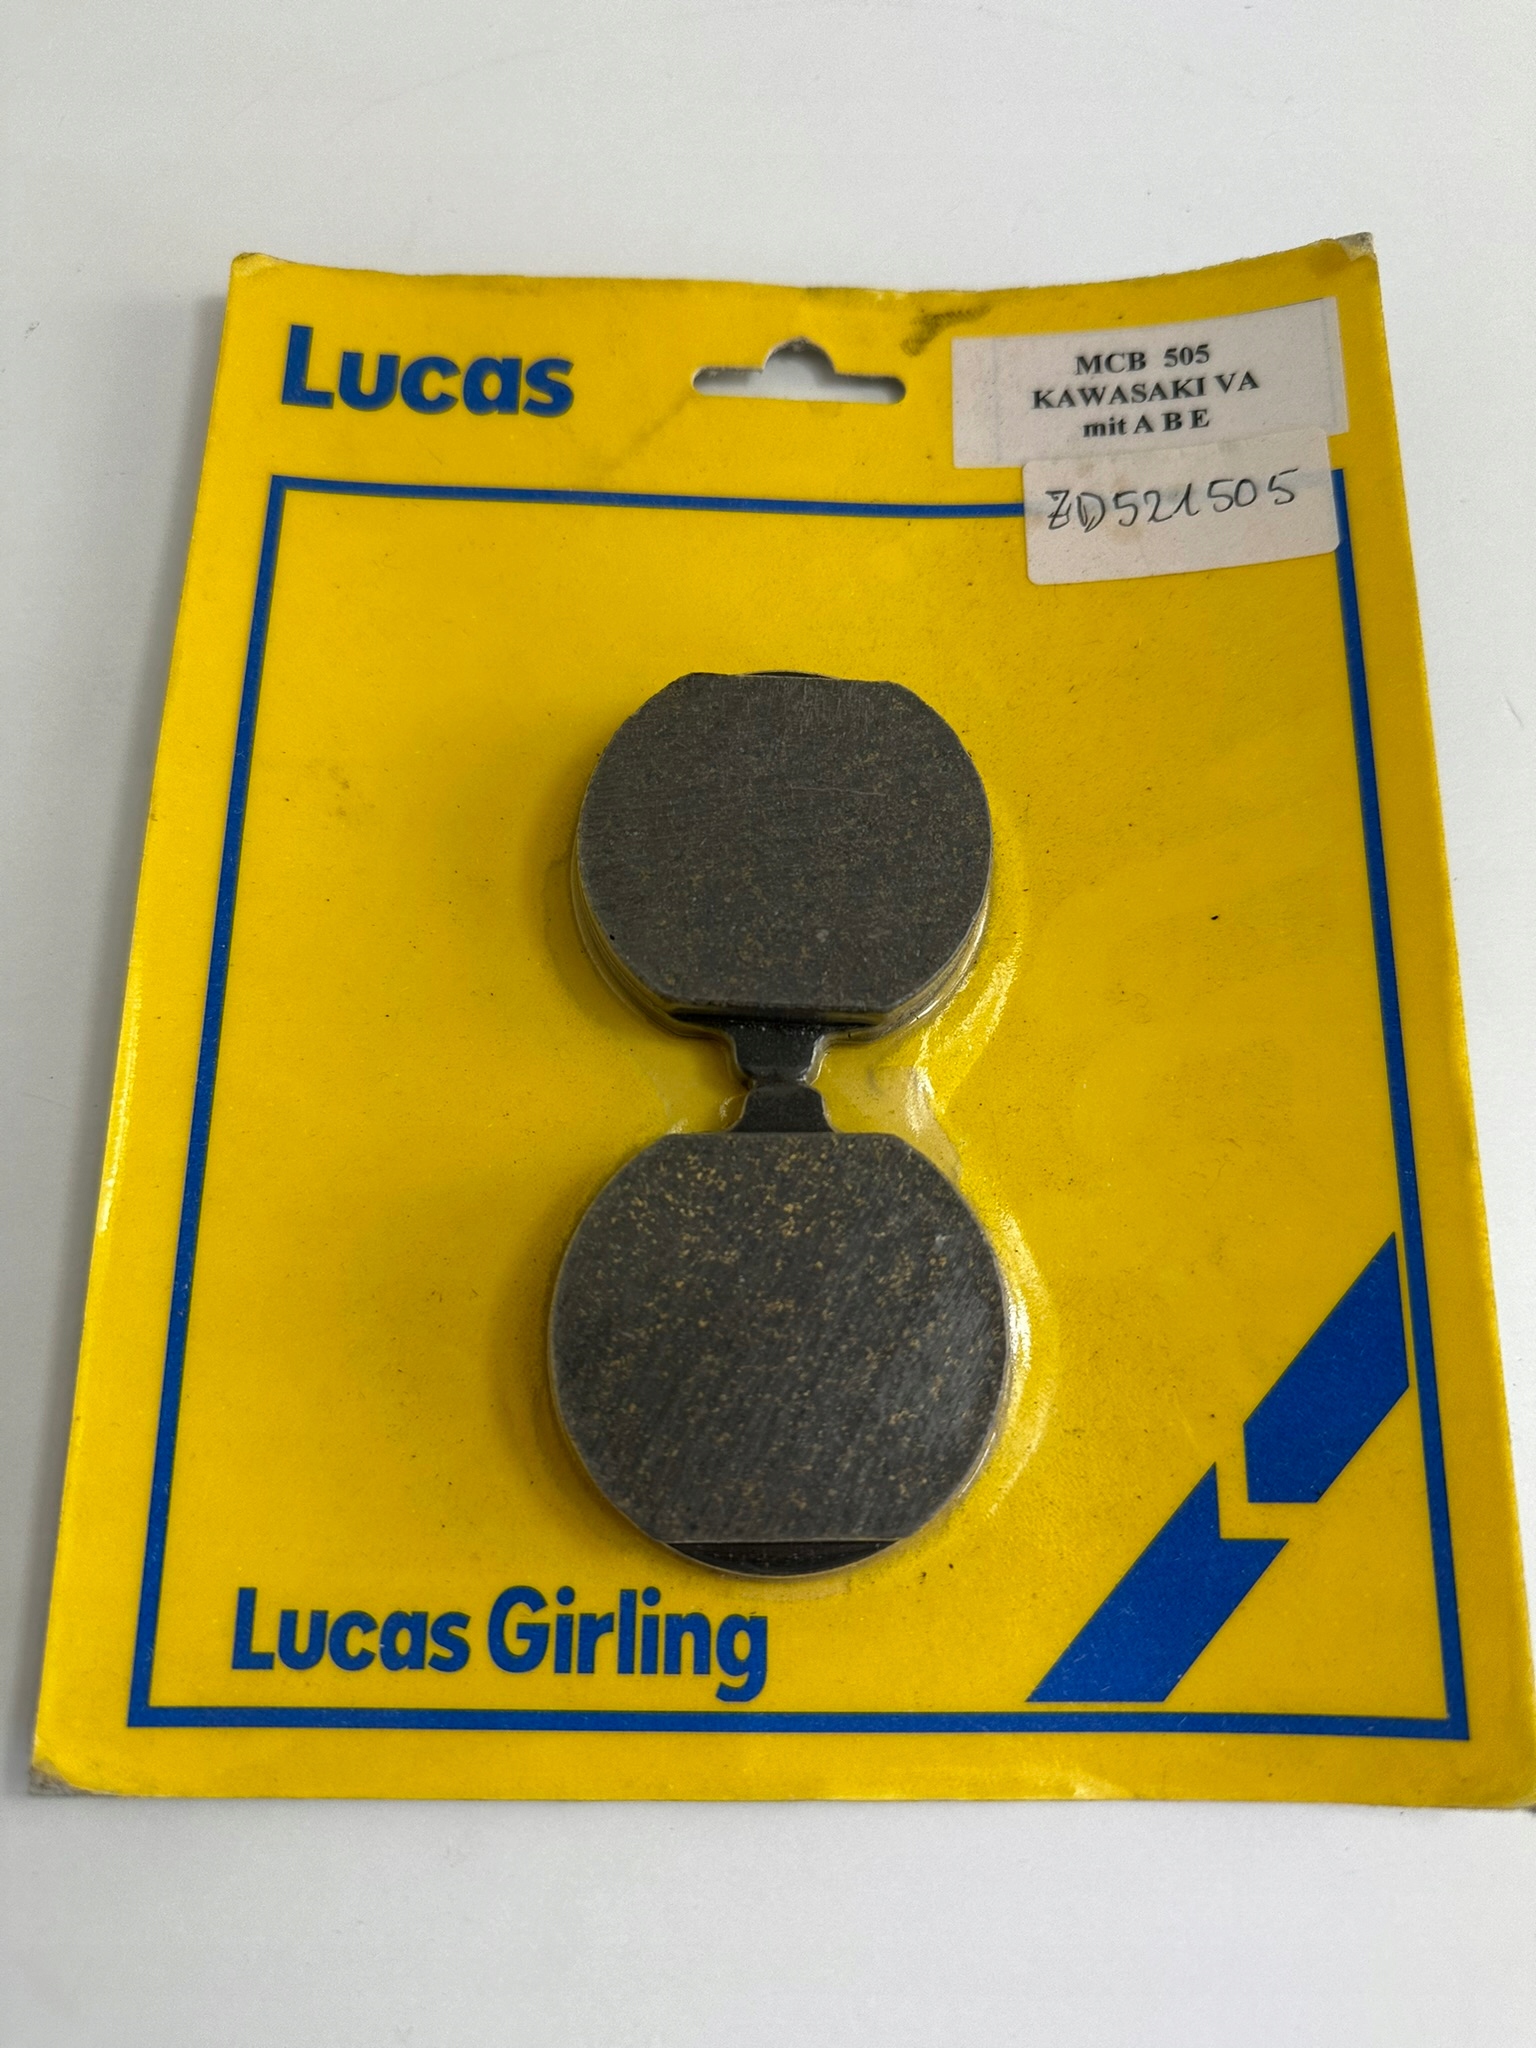 Lucas
MCB 505
KAWASAKI VA
mit A B E
ZD521505
Lucas Girling